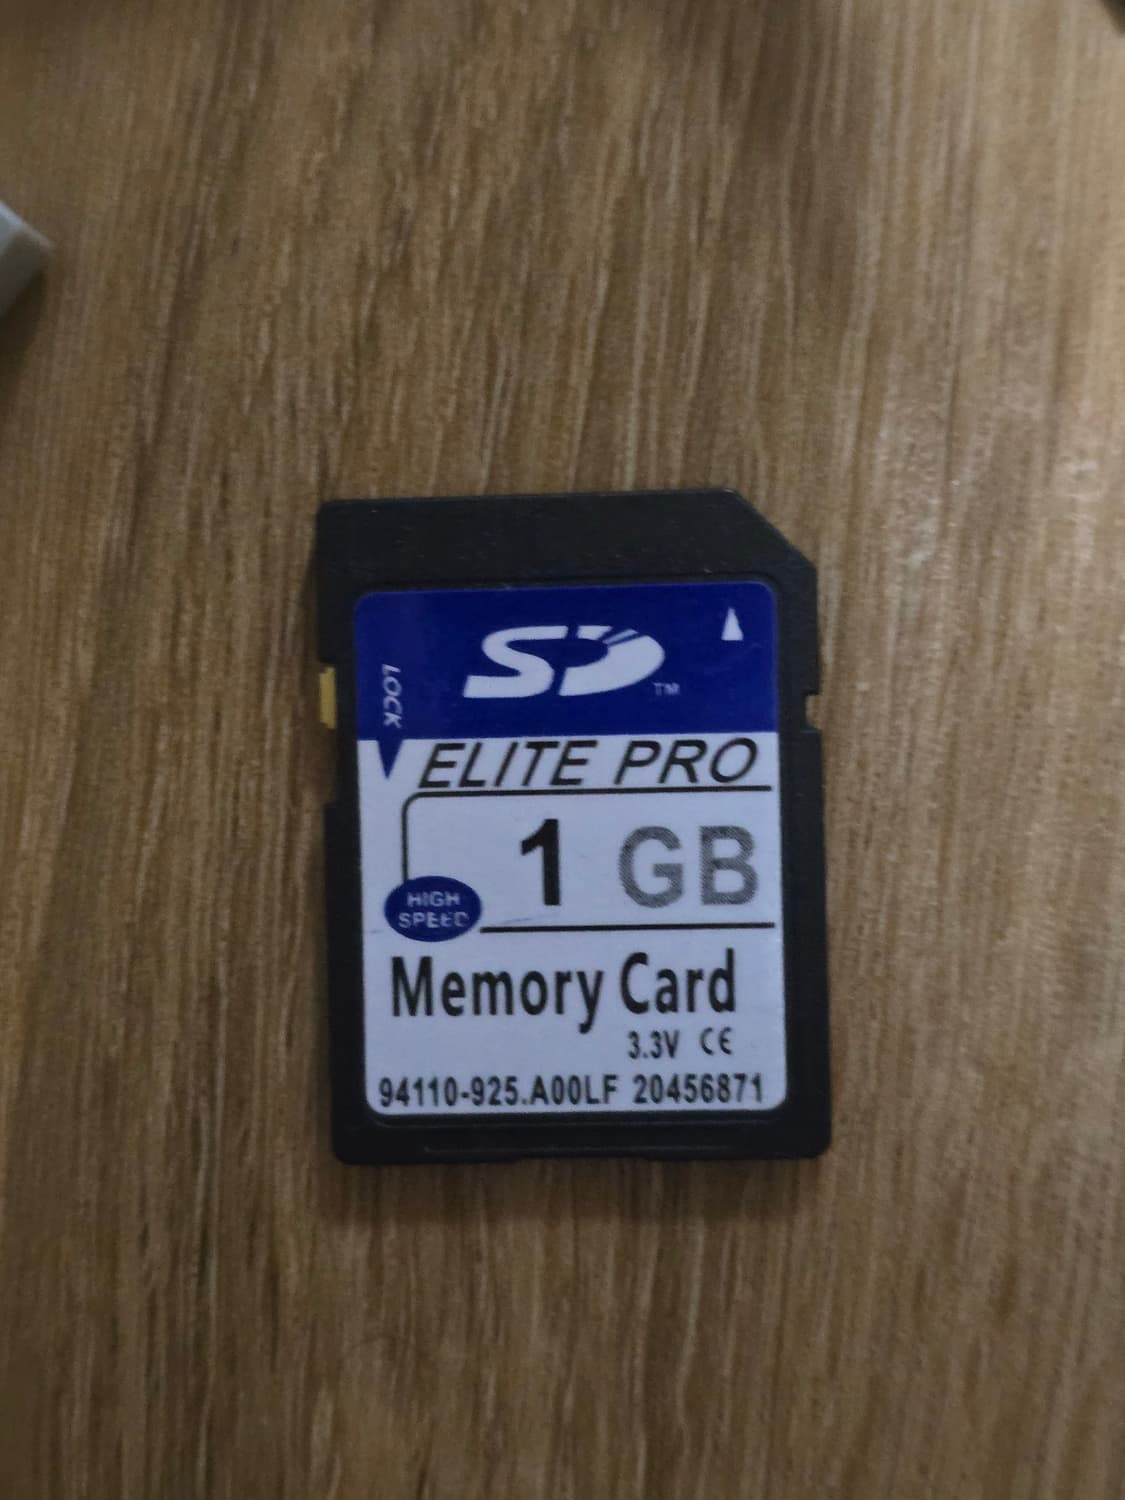 SD
TM
LOCK
ELITE PRO
1 GB
HIGH
SPEED
Memory Card
3.3V CE
94110-925.A00LF 20456871